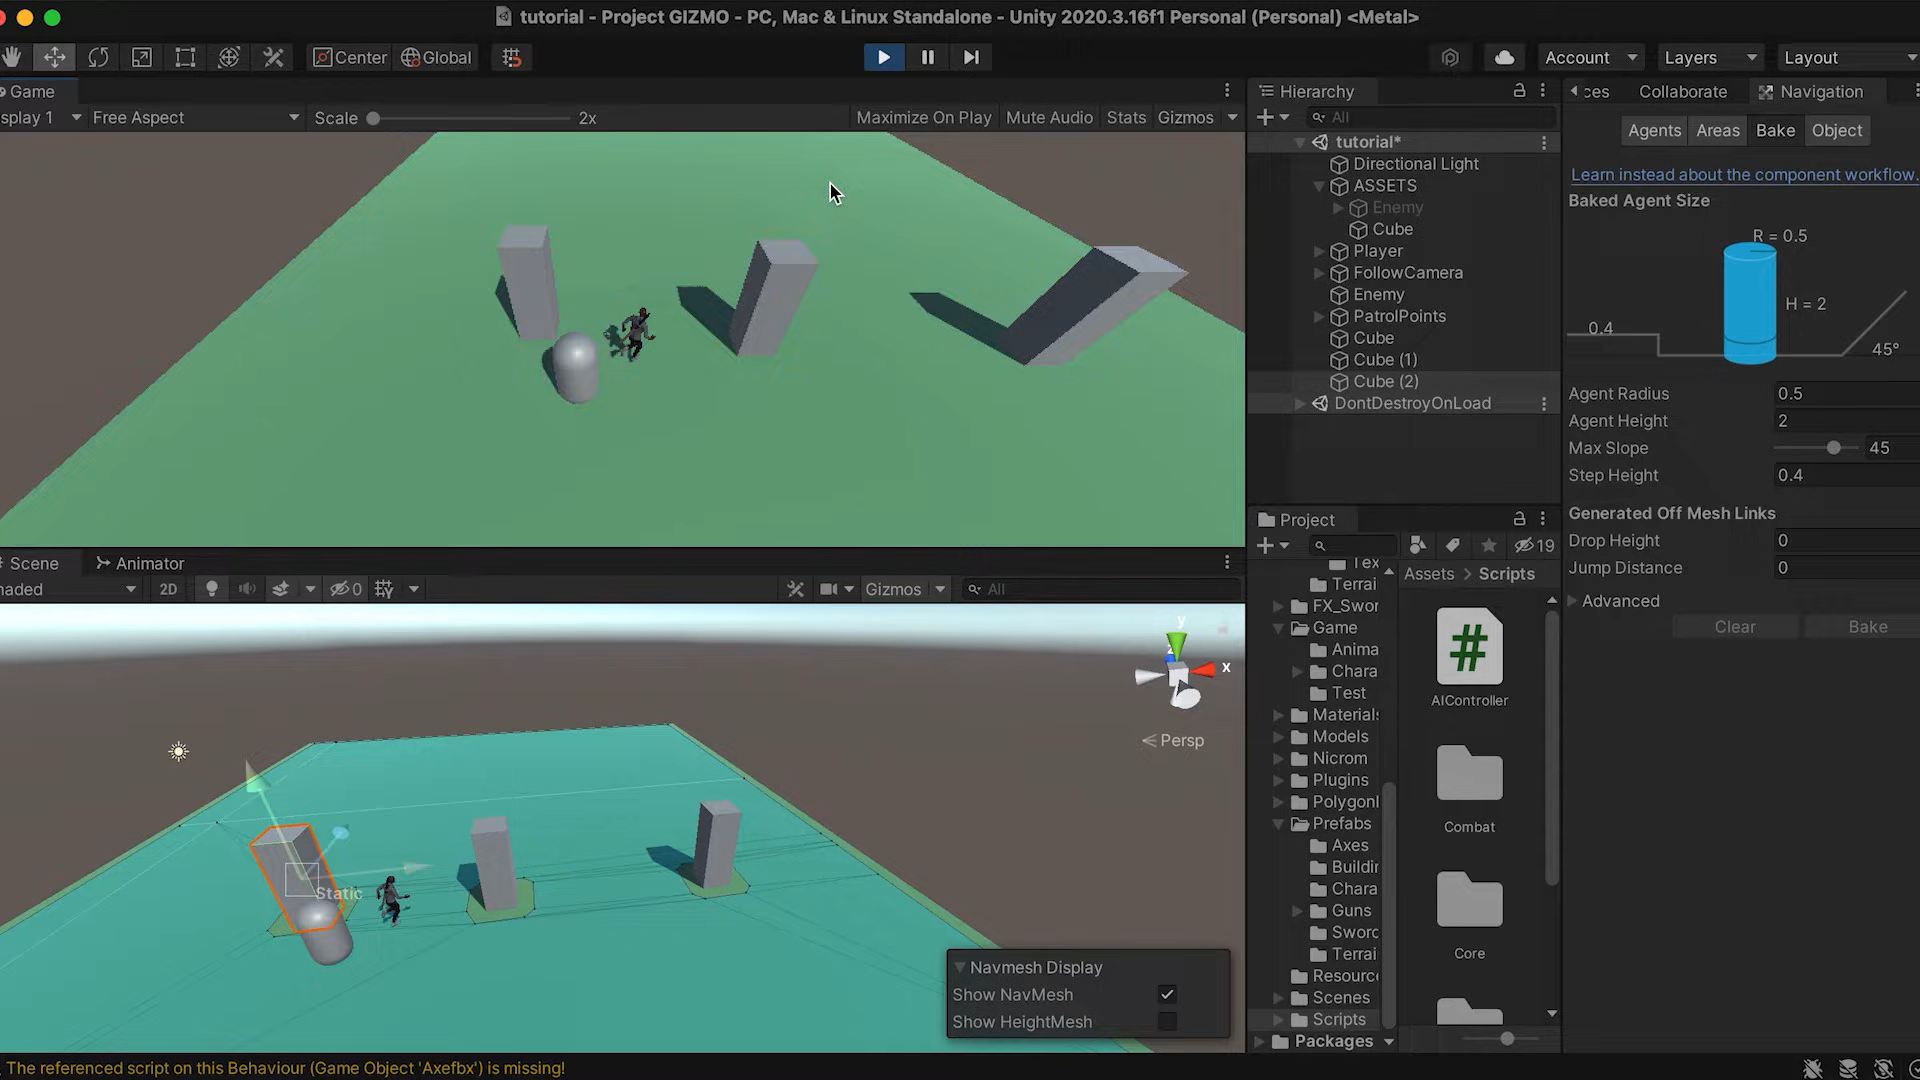 tutorial - Project GIZMO - PC, Mac & Linux Standalone - Unity 2020.3.16f1 Personal (Personal) <Metal>
Center
Global
Account
Layers
Layout
Game
splay 1
Free Aspect
Scale
2x
Maximize On Play
Mute Audio
Stats
Gizmos
Hierarchy
All
tutorial*
Directional Light
ASSETS
Enemy
Cube
Player
FollowCamera
Enemy
PatrolPoints
Cube
Cube (1)
Cube (2)
DontDestroyOnLoad
ces
Collaborate
Navigation
Agents
Areas
Bake
Object
Learn instead about the component workflow.
Baked Agent Size
R = 0.5
H = 2
0.4
45°
Agent Radius 0.5
Agent Height 2
Max Slope 45
Step Height 0.4
Generated Off Mesh Links
Drop Height 0
Jump Distance 0
Advanced
Clear
Bake
Scene
Animator
haded
2D
0
Gizmos
All
y
x
z
Persp
Static
Navmesh Display
Show NavMesh
Show HeightMesh
Project
19
Tex
Terrai
FX_Swor
Game
Anima
Chara
Test
Materials
Models
Nicrom
Plugins
Polygon
Prefabs
Axes
Buildin
Chara
Guns
Sword
Terrai
Resource
Scenes
Scripts
Packages
Assets > Scripts
#
AIController
Combat
Core
The referenced script on this Behaviour (Game Object 'Axefbx') is missing!